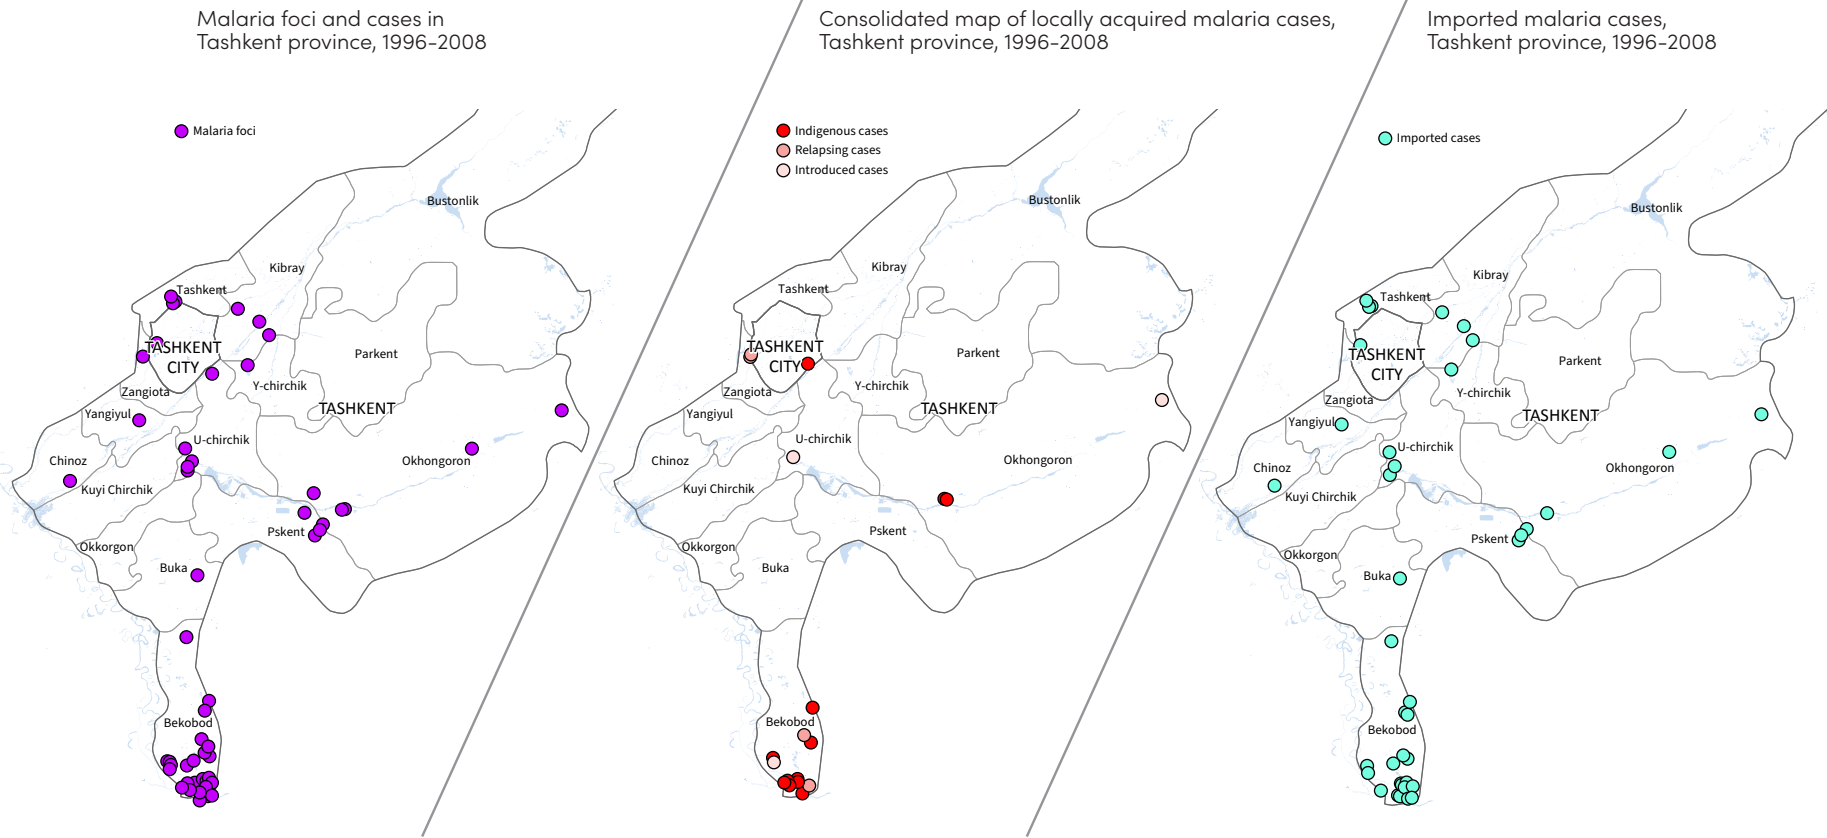 Malaria foci and cases in
Tashkent province, 1996-2008
Malaria foci
Bustonlik
Kibray
Tashkent
TASHKENT
CITY
Parkent
Zangiota
Y-chirchik
Yangiyul
TASHKENT
U-chirchik
Chinoz
Okhongoron
Kuyi Chirchik
Pskent
Okkorgon
Buka
Bekobod
Consolidated map of locally acquired malaria cases,
Tashkent province, 1996-2008
Indigenous cases
Relapsing cases
Introduced cases
Bustonlik
Kibray
Tashkent
TASHKENT
CITY
Parkent
Zangiota
Y-chirchik
Yangiyul
TASHKENT
U-chirchik
Chinoz
Okhongoron
Kuyi Chirchik
Pskent
Okkorgon
Buka
Bekobod
Imported malaria cases,
Tashkent province, 1996-2008
Imported cases
Bustonlik
Kibray
Tashkent
TASHKENT
CITY
Parkent
Zangiota
Y-chirchik
Yangiyul
TASHKENT
U-chirchik
Chinoz
Okhongoron
Kuyi Chirchik
Pskent
Okkorgon
Buka
Bekobod